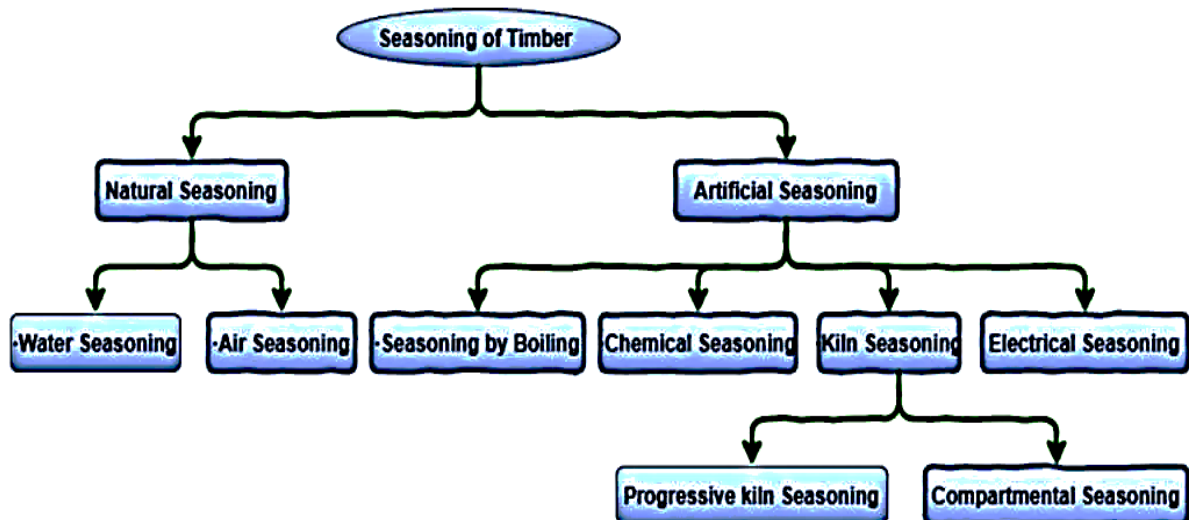 Seasoning of Timber
Natural Seasoning
Artificial Seasoning
·Water Seasoning
·Air Seasoning
·Seasoning by Boiling
Chemical Seasoning
·Kiln Seasoning
Electrical Seasoning
Progressive kiln Seasoning
Compartmental Seasoning